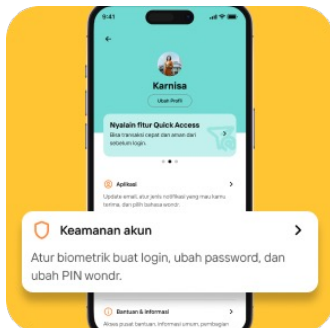 9:41
Karnisa
Ubah Profil
Nyalain fitur Quick Access
Bisa transaksi cepat dan aman dari
sebelum login.
Aplikasi
Update email, atur jenis notifikasi yang mau kamu
terima, dan pilih bahasa wondr.
Keamanan akun
Atur biometrik buat login, ubah password, dan
ubah PIN wondr.
Bantuan & Informasi
Akses pusat bantuan, informasi umum, pembagian